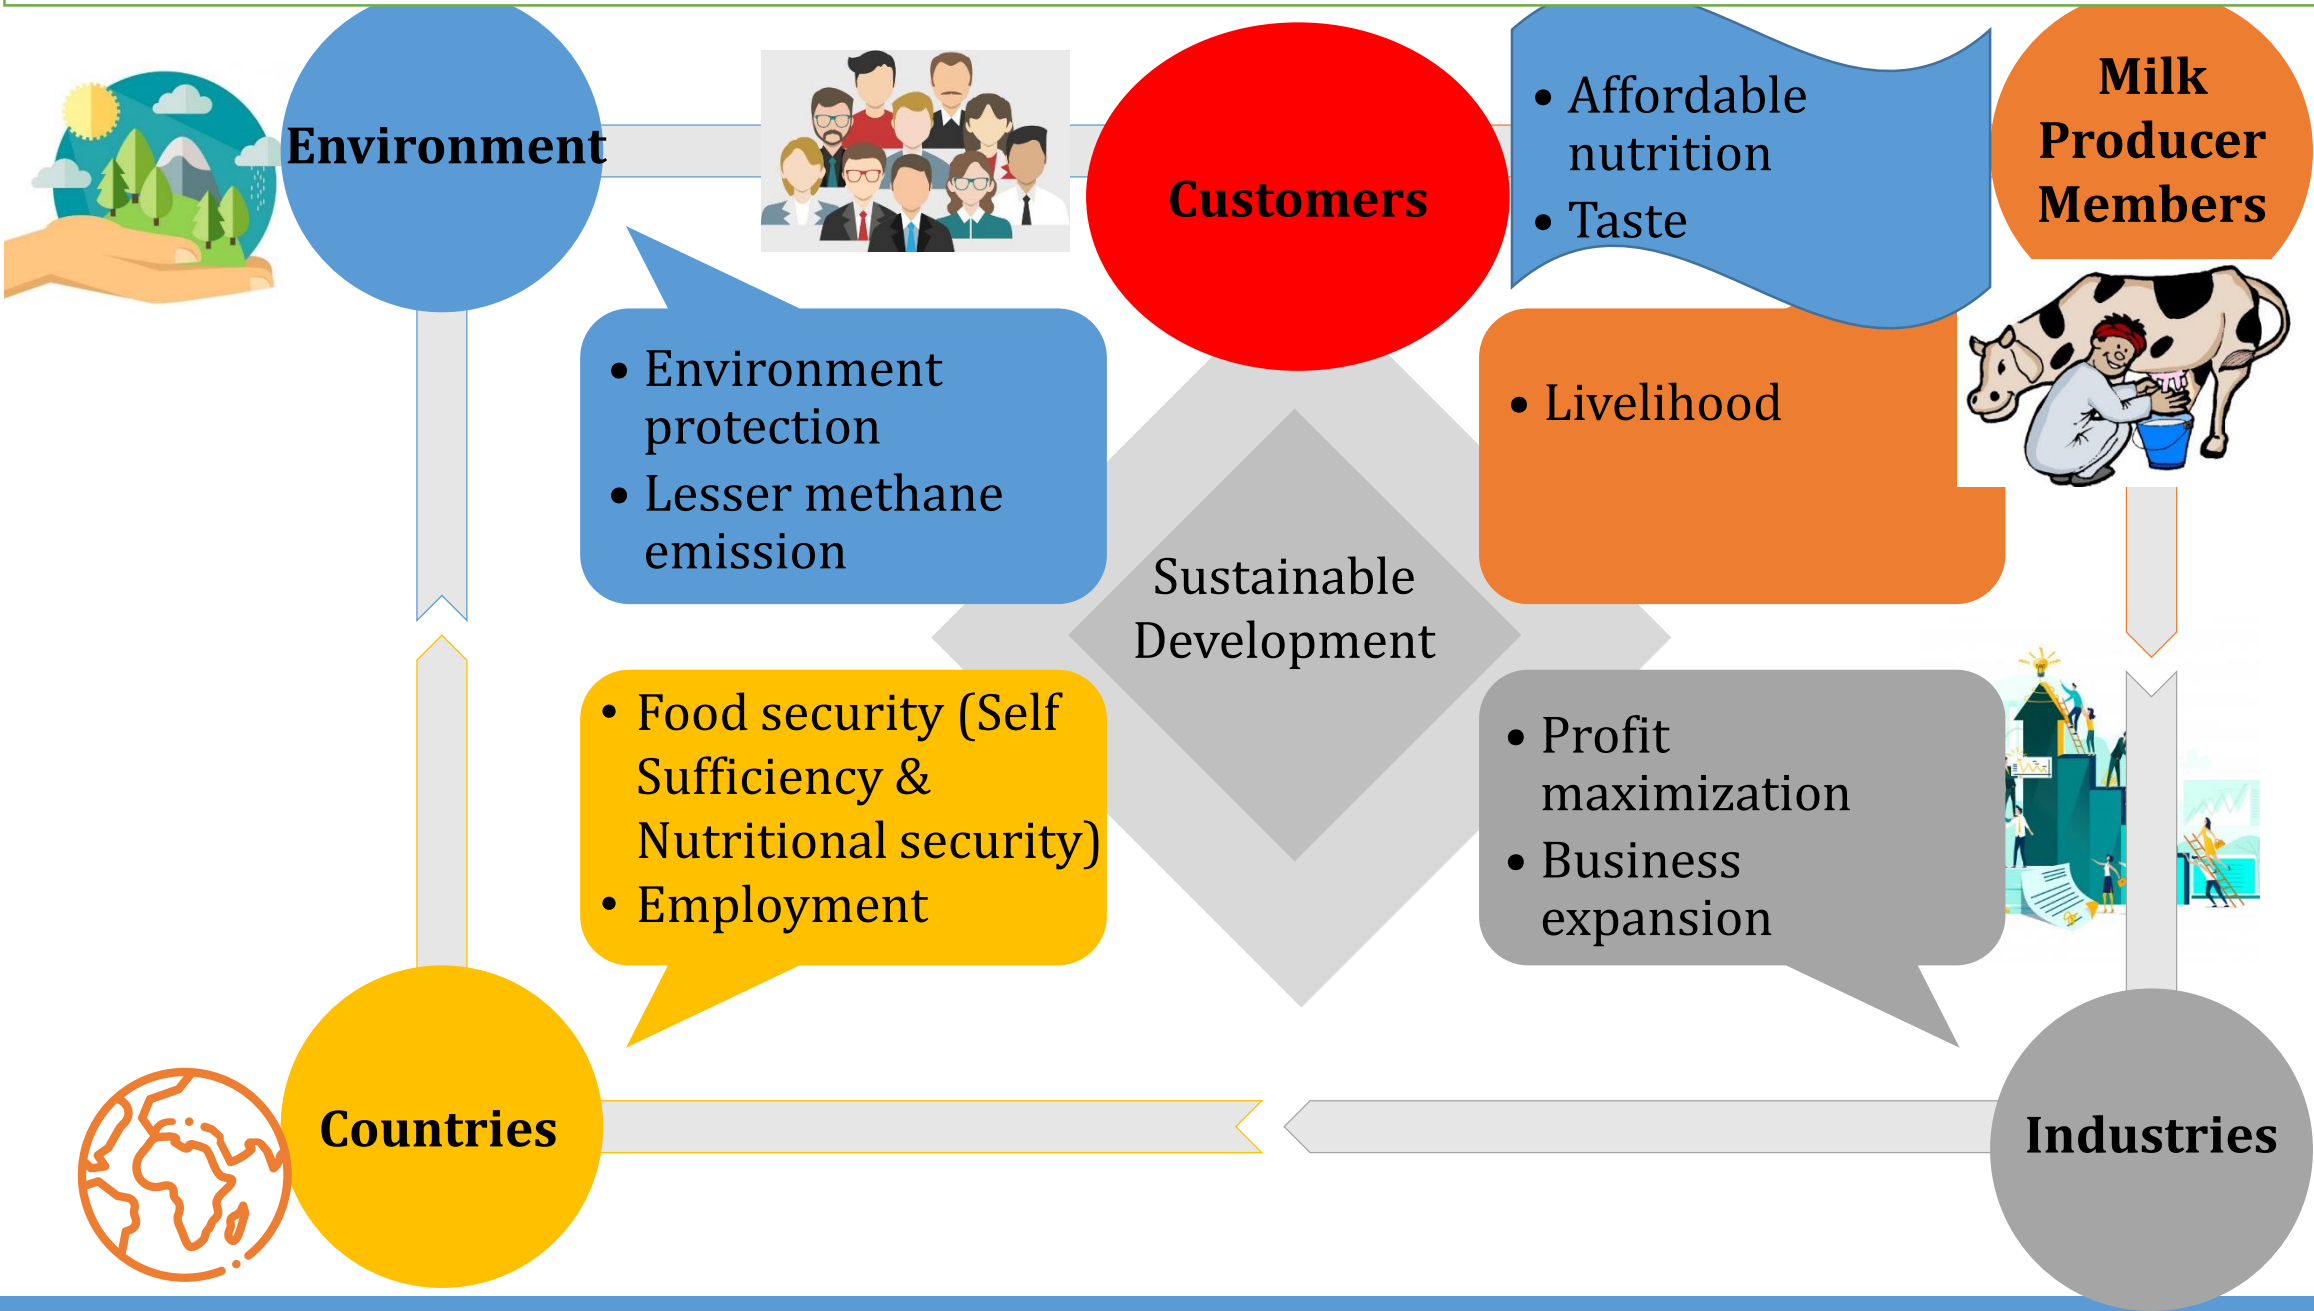 Environment
Customers
• Affordable
nutrition
• Taste
Milk
Producer
Members
• Environment
protection
• Lesser methane
emission
• Livelihood
Sustainable
Development
• Food security (Self
Sufficiency &
Nutritional security)
• Employment
• Profit
maximization
• Business
expansion
Countries
Industries